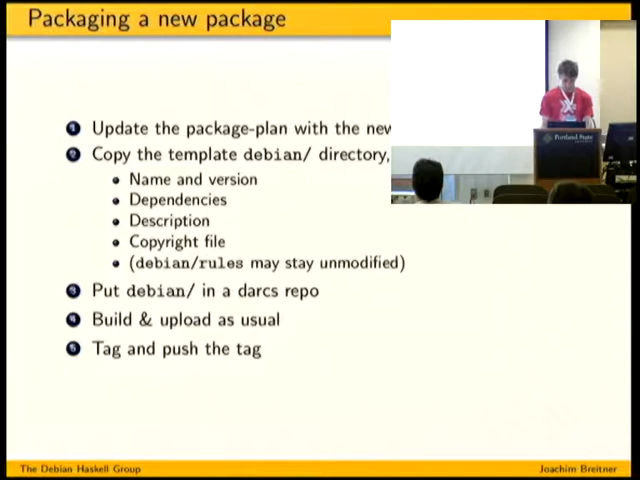 Packaging a new package
1 Update the package-plan with the new
2 Copy the template debian/ directory,
Name and version
Dependencies
Description
Copyright file
(debian/rules may stay unmodified)
3 Put debian/ in a darcs repo
4 Build & upload as usual
5 Tag and push the tag
Portland State
The Debian Haskell Group
Joachim Breitner